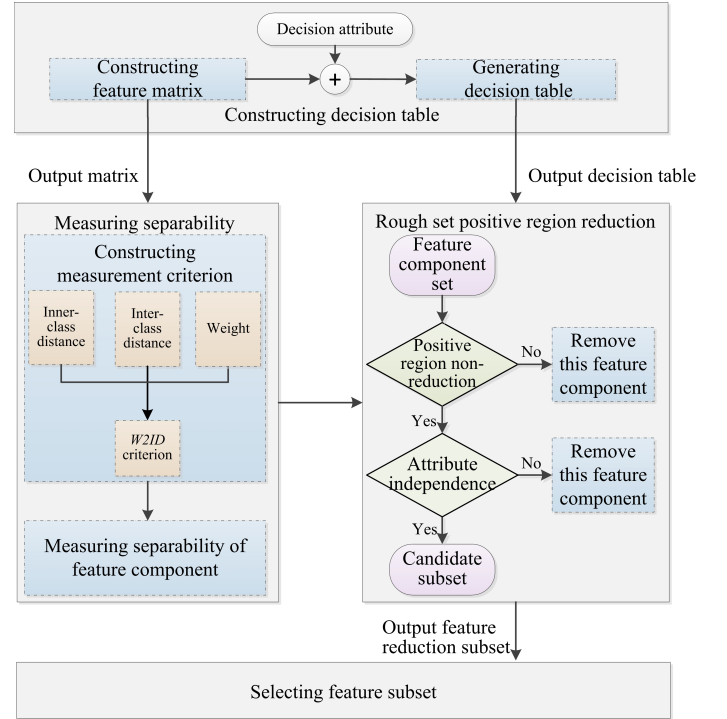 Decision attribute
Constructing
feature matrix
+
Generating
decision table
Constructing decision table
Output matrix
Output decision table
Measuring separability
Constructing
measurement criterion
Inner-
class
distance
Inter-
class
distance
Weight
W2ID
criterion
Measuring separability of
feature component
Rough set positive region reduction
Feature
component
set
Positive
region non-
reduction
No
Remove
this feature
component
Yes
Attribute
independence
No
Remove
this feature
component
Yes
Candidate
subset
Output feature
reduction subset
Selecting feature subset